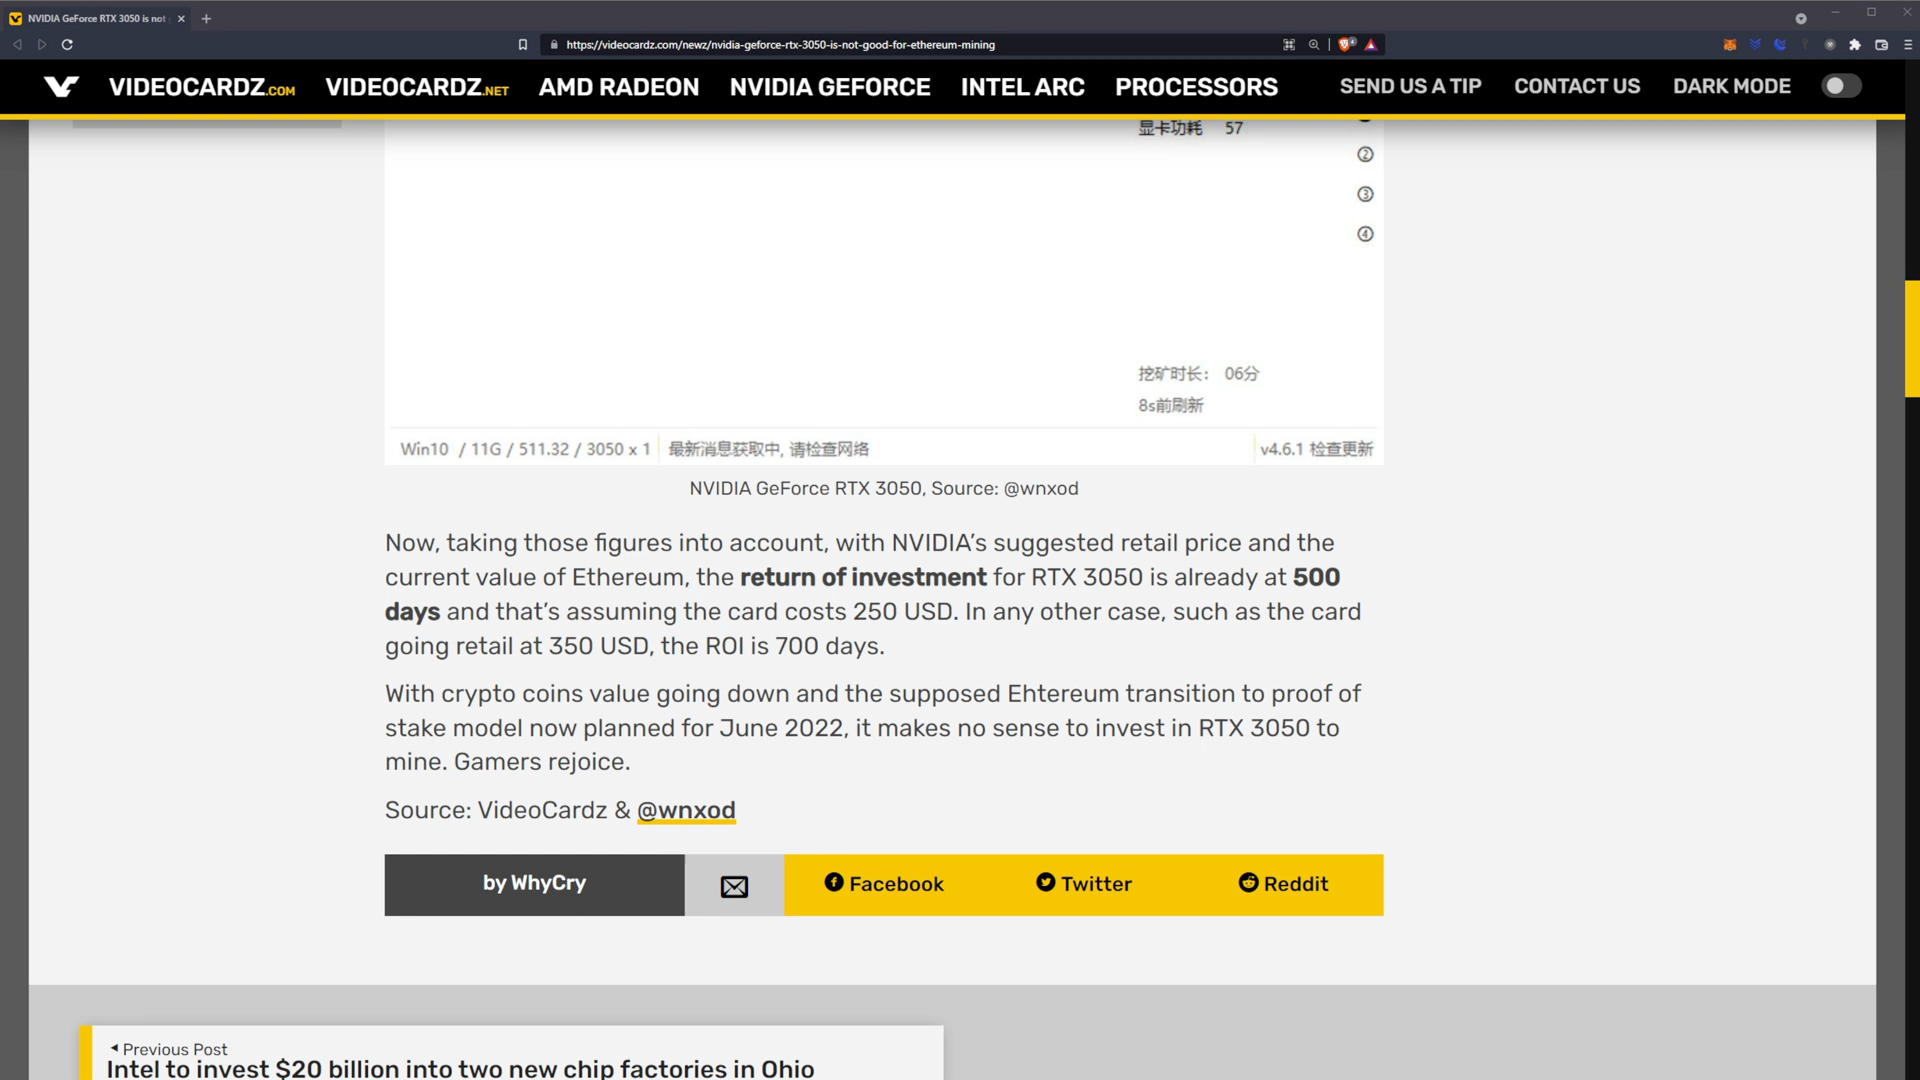 NVIDIA GeForce RTX 3050 is not
https://videocardz.com/newz/nvidia-geforce-rtx-3050-is-not-good-for-ethereum-mining
VIDEOCARDZ.COM VIDEOCARDZ.NET AMD RADEON NVIDIA GEFORCE INTEL ARC PROCESSORS SEND US A TIP CONTACT US DARK MODE
显卡功耗 57
②
③
④
挖矿时长： 06分
8s前刷新
Win10 / 11G / 511.32 / 3050 x 1 最新消息获取中, 请检查网络 v4.6.1 检查更新
NVIDIA GeForce RTX 3050, Source: @wnxod
Now, taking those figures into account, with NVIDIA’s suggested retail price and the
current value of Ethereum, the return of investment for RTX 3050 is already at 500
days and that’s assuming the card costs 250 USD. In any other case, such as the card
going retail at 350 USD, the ROI is 700 days.
With crypto coins value going down and the supposed Ehtereum transition to proof of
stake model now planned for June 2022, it makes no sense to invest in RTX 3050 to
mine. Gamers rejoice.
Source: VideoCardz & @wnxod
by WhyCry Facebook Twitter Reddit
Previous Post
Intel to invest $20 billion into two new chip factories in Ohio